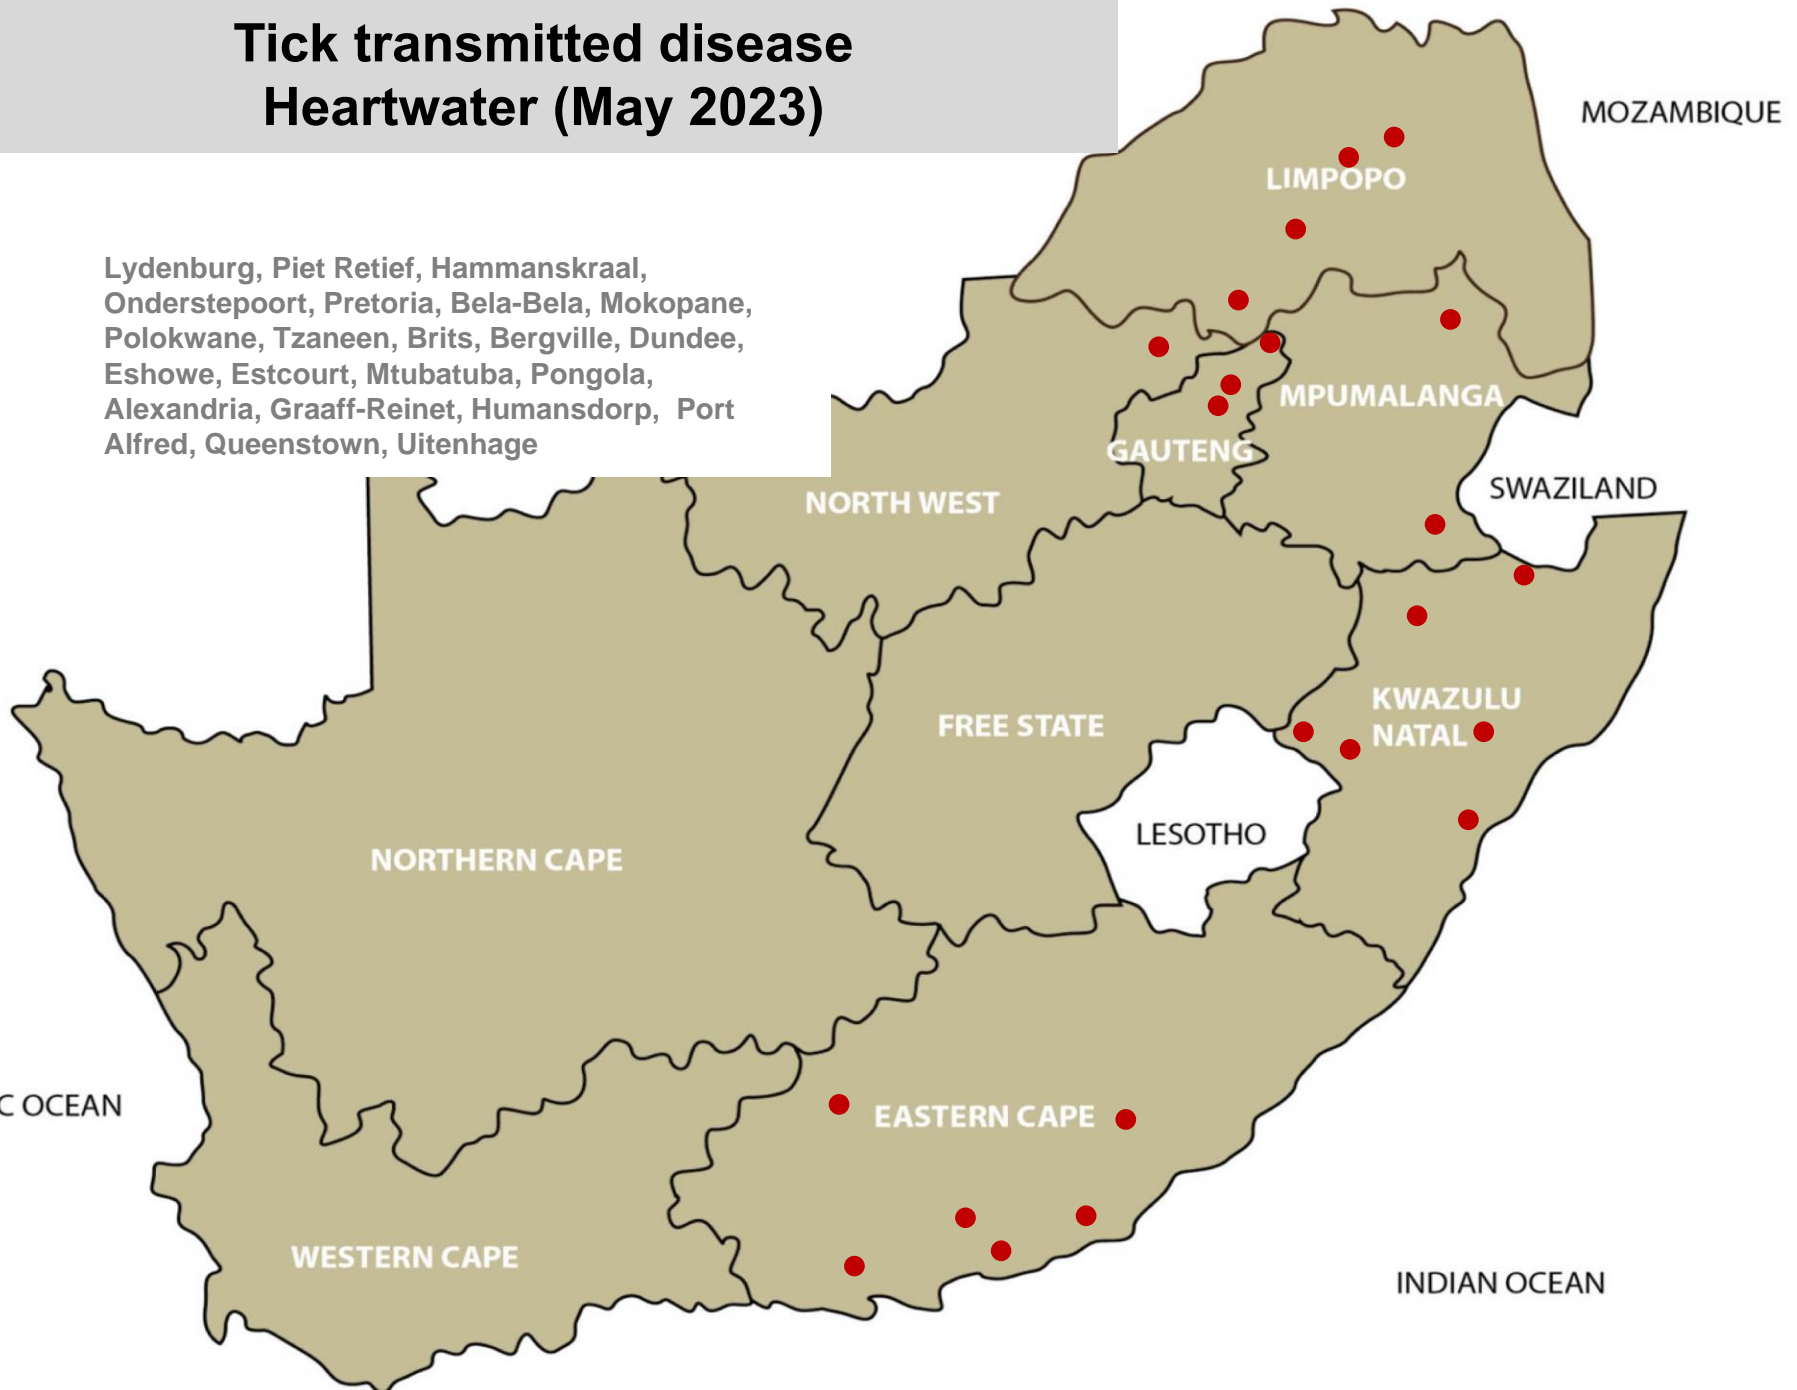 Tick transmitted disease
Heartwater (May 2023)
MOZAMBIQUE
LIMPOPO
Lydenburg, Piet Retief, Hammanskraal,
Onderstepoort, Pretoria, Bela-Bela, Mokopane,
Polokwane, Tzaneen, Brits, Bergville, Dundee,
Eshowe, Estcourt, Mtubatuba, Pongola,
Alexandria, Graaff-Reinet, Humansdorp, Port
Alfred, Queenstown, Uitenhage
MPUMALANGA
GAUTENG
SWAZILAND
NORTH WEST
KWAZULU
NATAL
FREE STATE
LESOTHO
NORTHERN CAPE
C OCEAN
EASTERN CAPE
WESTERN CAPE
INDIAN OCEAN